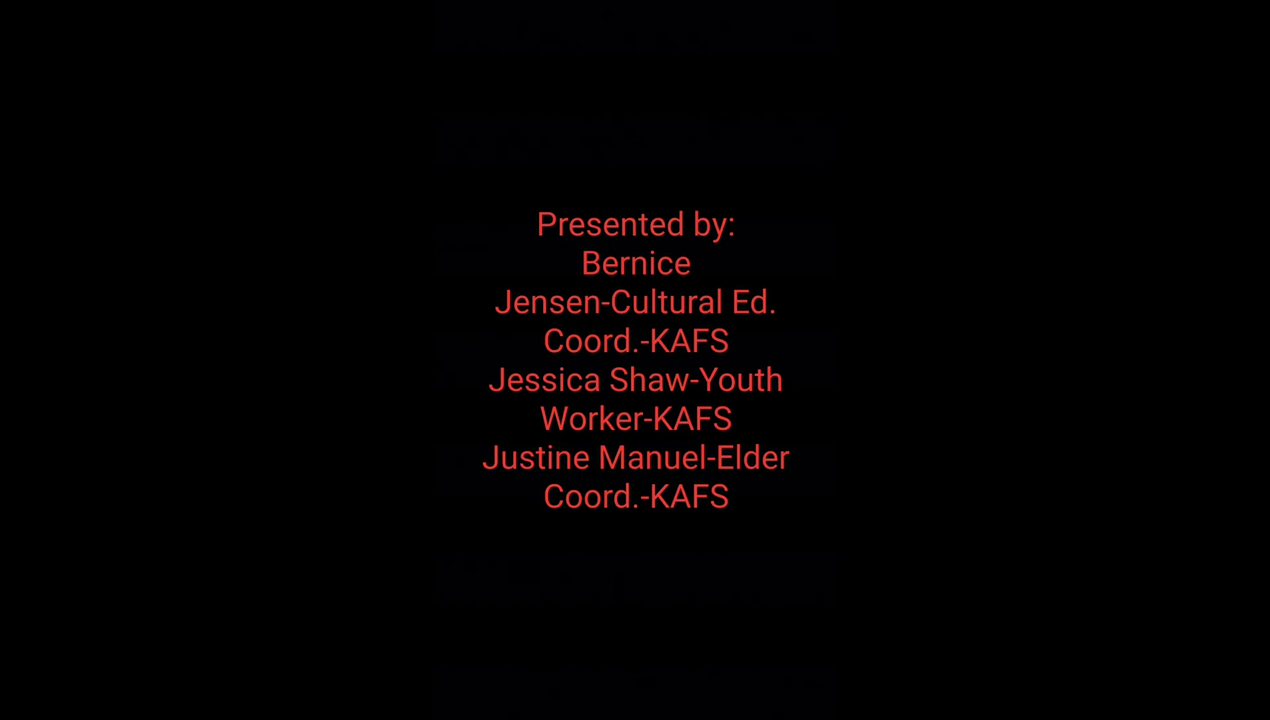 Presented by:
Bernice
Jensen-Cultural Ed.
Coord.-KAFS
Jessica Shaw-Youth
Worker-KAFS
Justine Manuel-Elder
Coord.-KAFS